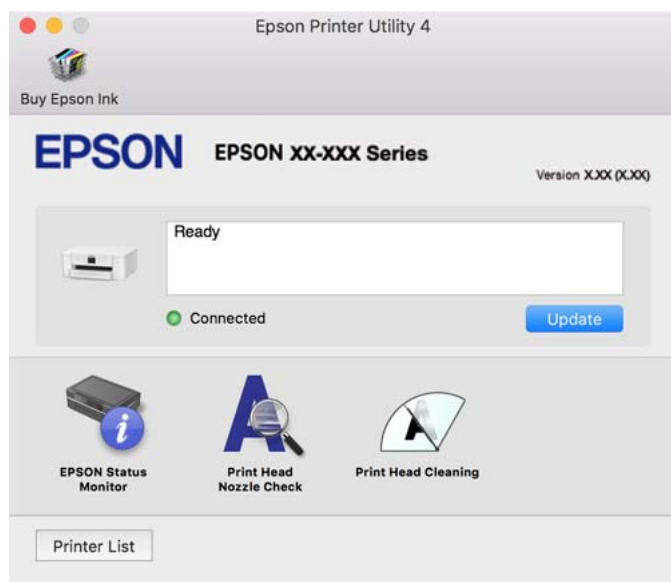 Epson Printer Utility 4
Buy Epson Ink
EPSON
EPSON XX-XXX Series
Version X.XX (X.XX)
Ready
Connected
Update
EPSON Status
Monitor
Print Head
Nozzle Check
Print Head Cleaning
Printer List